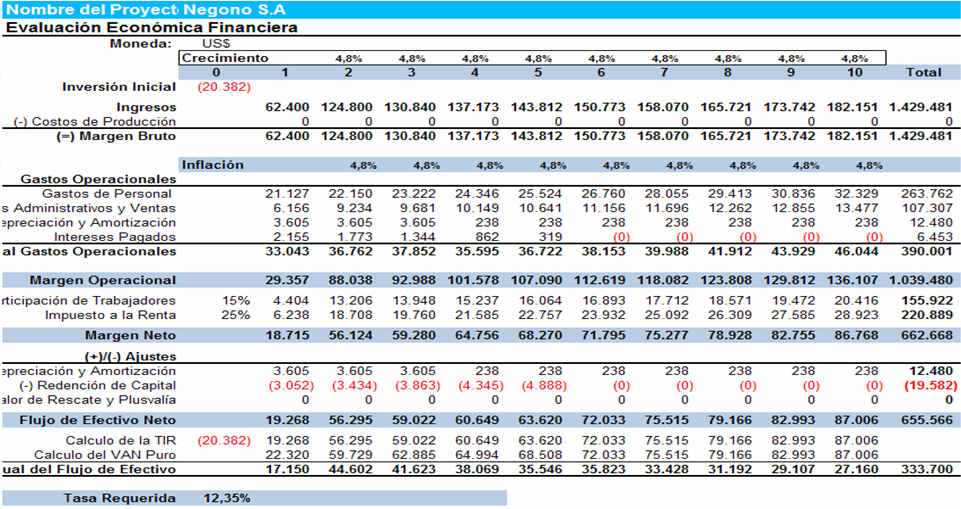 Nombre del Proyecto Negono S.A
Evaluación Económica Financiera
Moneda: US$
Crecimiento 4,8% 4,8% 4,8% 4,8% 4,8% 4,8% 4,8% 4,8% 4,8%
0 1 2 3 4 5 6 7 8 9 10 Total
Inversión Inicial (20.382)
Ingresos 62.400 124.800 130.840 137.173 143.812 150.773 158.070 165.721 173.742 182.151 1.429.481
(-) Costos de Producción 0 0 0 0 0 0 0 0 0 0 0
(=) Margen Bruto 62.400 124.800 130.840 137.173 143.812 150.773 158.070 165.721 173.742 182.151 1.429.481
Inflación 4,8% 4,8% 4,8% 4,8% 4,8% 4,8% 4,8% 4,8% 4,8%
Gastos Operacionales
Gastos de Personal 21.127 22.150 23.222 24.346 25.524 26.760 28.055 29.413 30.836 32.329 263.762
s Administrativos y Ventas 6.156 9.234 9.681 10.149 10.641 11.156 11.696 12.262 12.855 13.477 107.307
epreciación y Amortización 3.605 3.605 3.605 238 238 238 238 238 238 238 12.480
Intereses Pagados 2.155 1.773 1.344 862 319 (0) (0) (0) (0) (0) 6.453
al Gastos Operacionales 33.043 36.762 37.852 35.595 36.722 38.153 39.988 41.912 43.929 46.044 390.001
Margen Operacional 29.357 88.038 92.988 101.578 107.090 112.619 118.082 123.808 129.812 136.107 1.039.480
rticipación de Trabajadores 15% 4.404 13.206 13.948 15.237 16.064 16.893 17.712 18.571 19.472 20.416 155.922
Impuesto a la Renta 25% 6.238 18.708 19.760 21.585 22.757 23.932 25.092 26.309 27.585 28.923 220.889
Margen Neto 18.715 56.124 59.280 64.756 68.270 71.795 75.277 78.928 82.755 86.768 662.668
(+)/(-) Ajustes
epreciación y Amortización 3.605 3.605 3.605 238 238 238 238 238 238 238 12.480
(-) Redención de Capital (3.052) (3.434) (3.863) (4.345) (4.888) (0) (0) (0) (0) (0) (19.582)
alor de Rescate y Plusvalía 0 0 0 0 0 0 0 0 0 0 0
Flujo de Efectivo Neto 19.268 56.295 59.022 60.649 63.620 72.033 75.515 79.166 82.993 87.006 655.566
Calculo de la TIR (20.382) 19.268 56.295 59.022 60.649 63.620 72.033 75.515 79.166 82.993 87.006
Calculo del VAN Puro 22.320 59.729 62.885 64.994 68.508 72.033 75.515 79.166 82.993 87.006
ual del Flujo de Efectivo 17.150 44.602 41.623 38.069 35.546 35.823 33.428 31.192 29.107 27.160 333.700
Tasa Requerida 12,35%